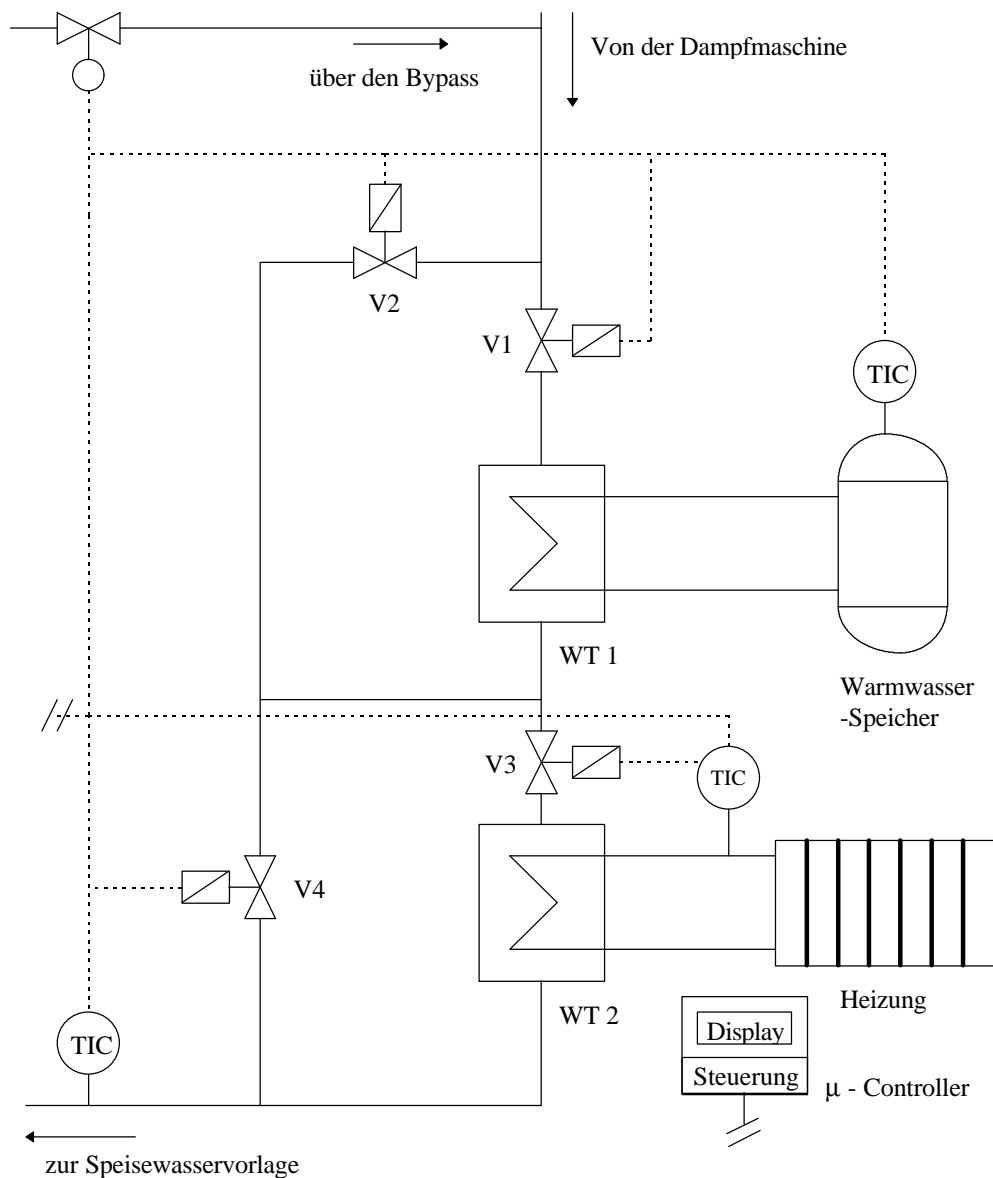 Von der Dampfmaschine
über den Bypass
V2
V1
TIC
WT 1
Warmwasser
-Speicher
V3
TIC
V4
Heizung
WT 2
TIC
Display
Steuerung
μ - Controller
zur Speisewasservorlage